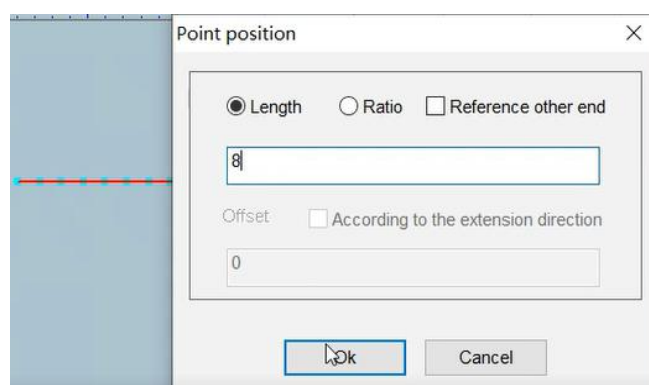 Point position
Length Ratio Reference other end
8
Offset According to the extension direction
0
Ok Cancel